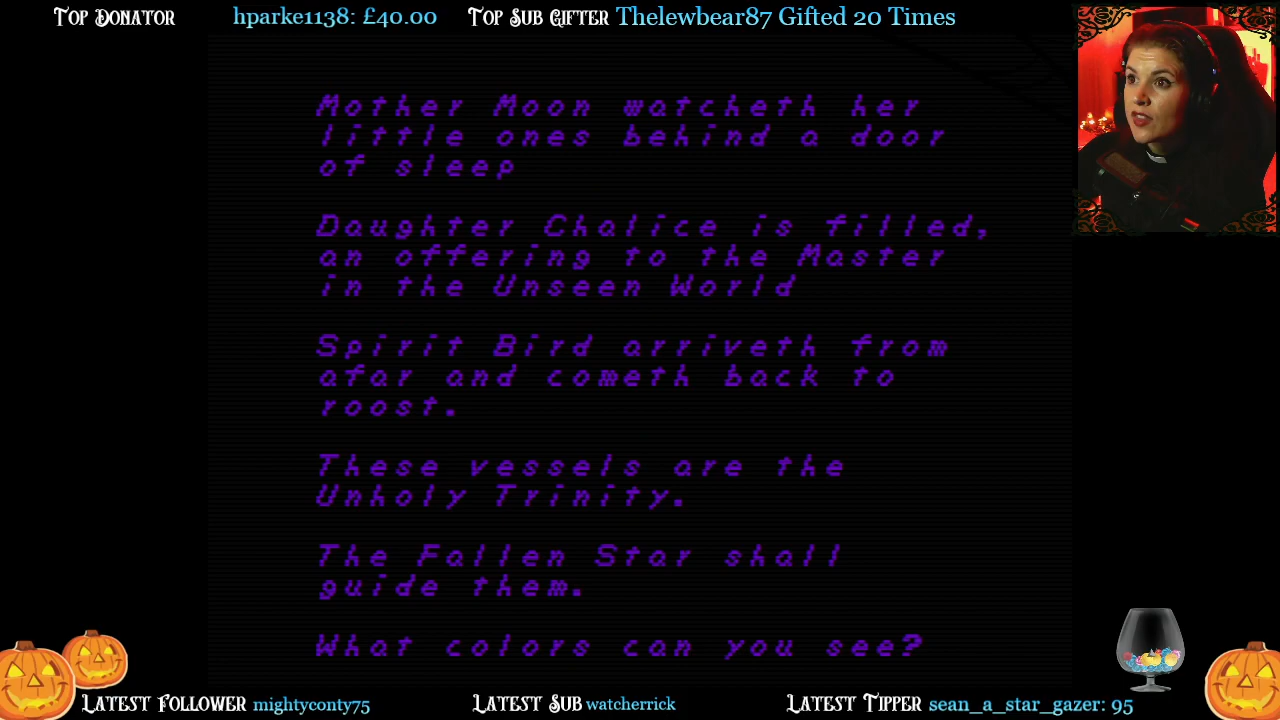 Top Donator hparke1138: £40.00 Top Sub Gifter Thelewbear87 Gifted 20 Times
Mother Moon watcheth her
little ones behind a door
of sleep
Daughter Chalice is filled,
an offering to the Master
in the Unseen World
Spirit Bird arriveth from
afar and cometh back to
roost.
These vessels are the
Unholy Trinity.
The Fallen Star shall
guide them.
What colors can you see?
Latest Follower mightyconty75 Latest Sub watcherrick Latest Tipper sean_a_star_gazer: 95